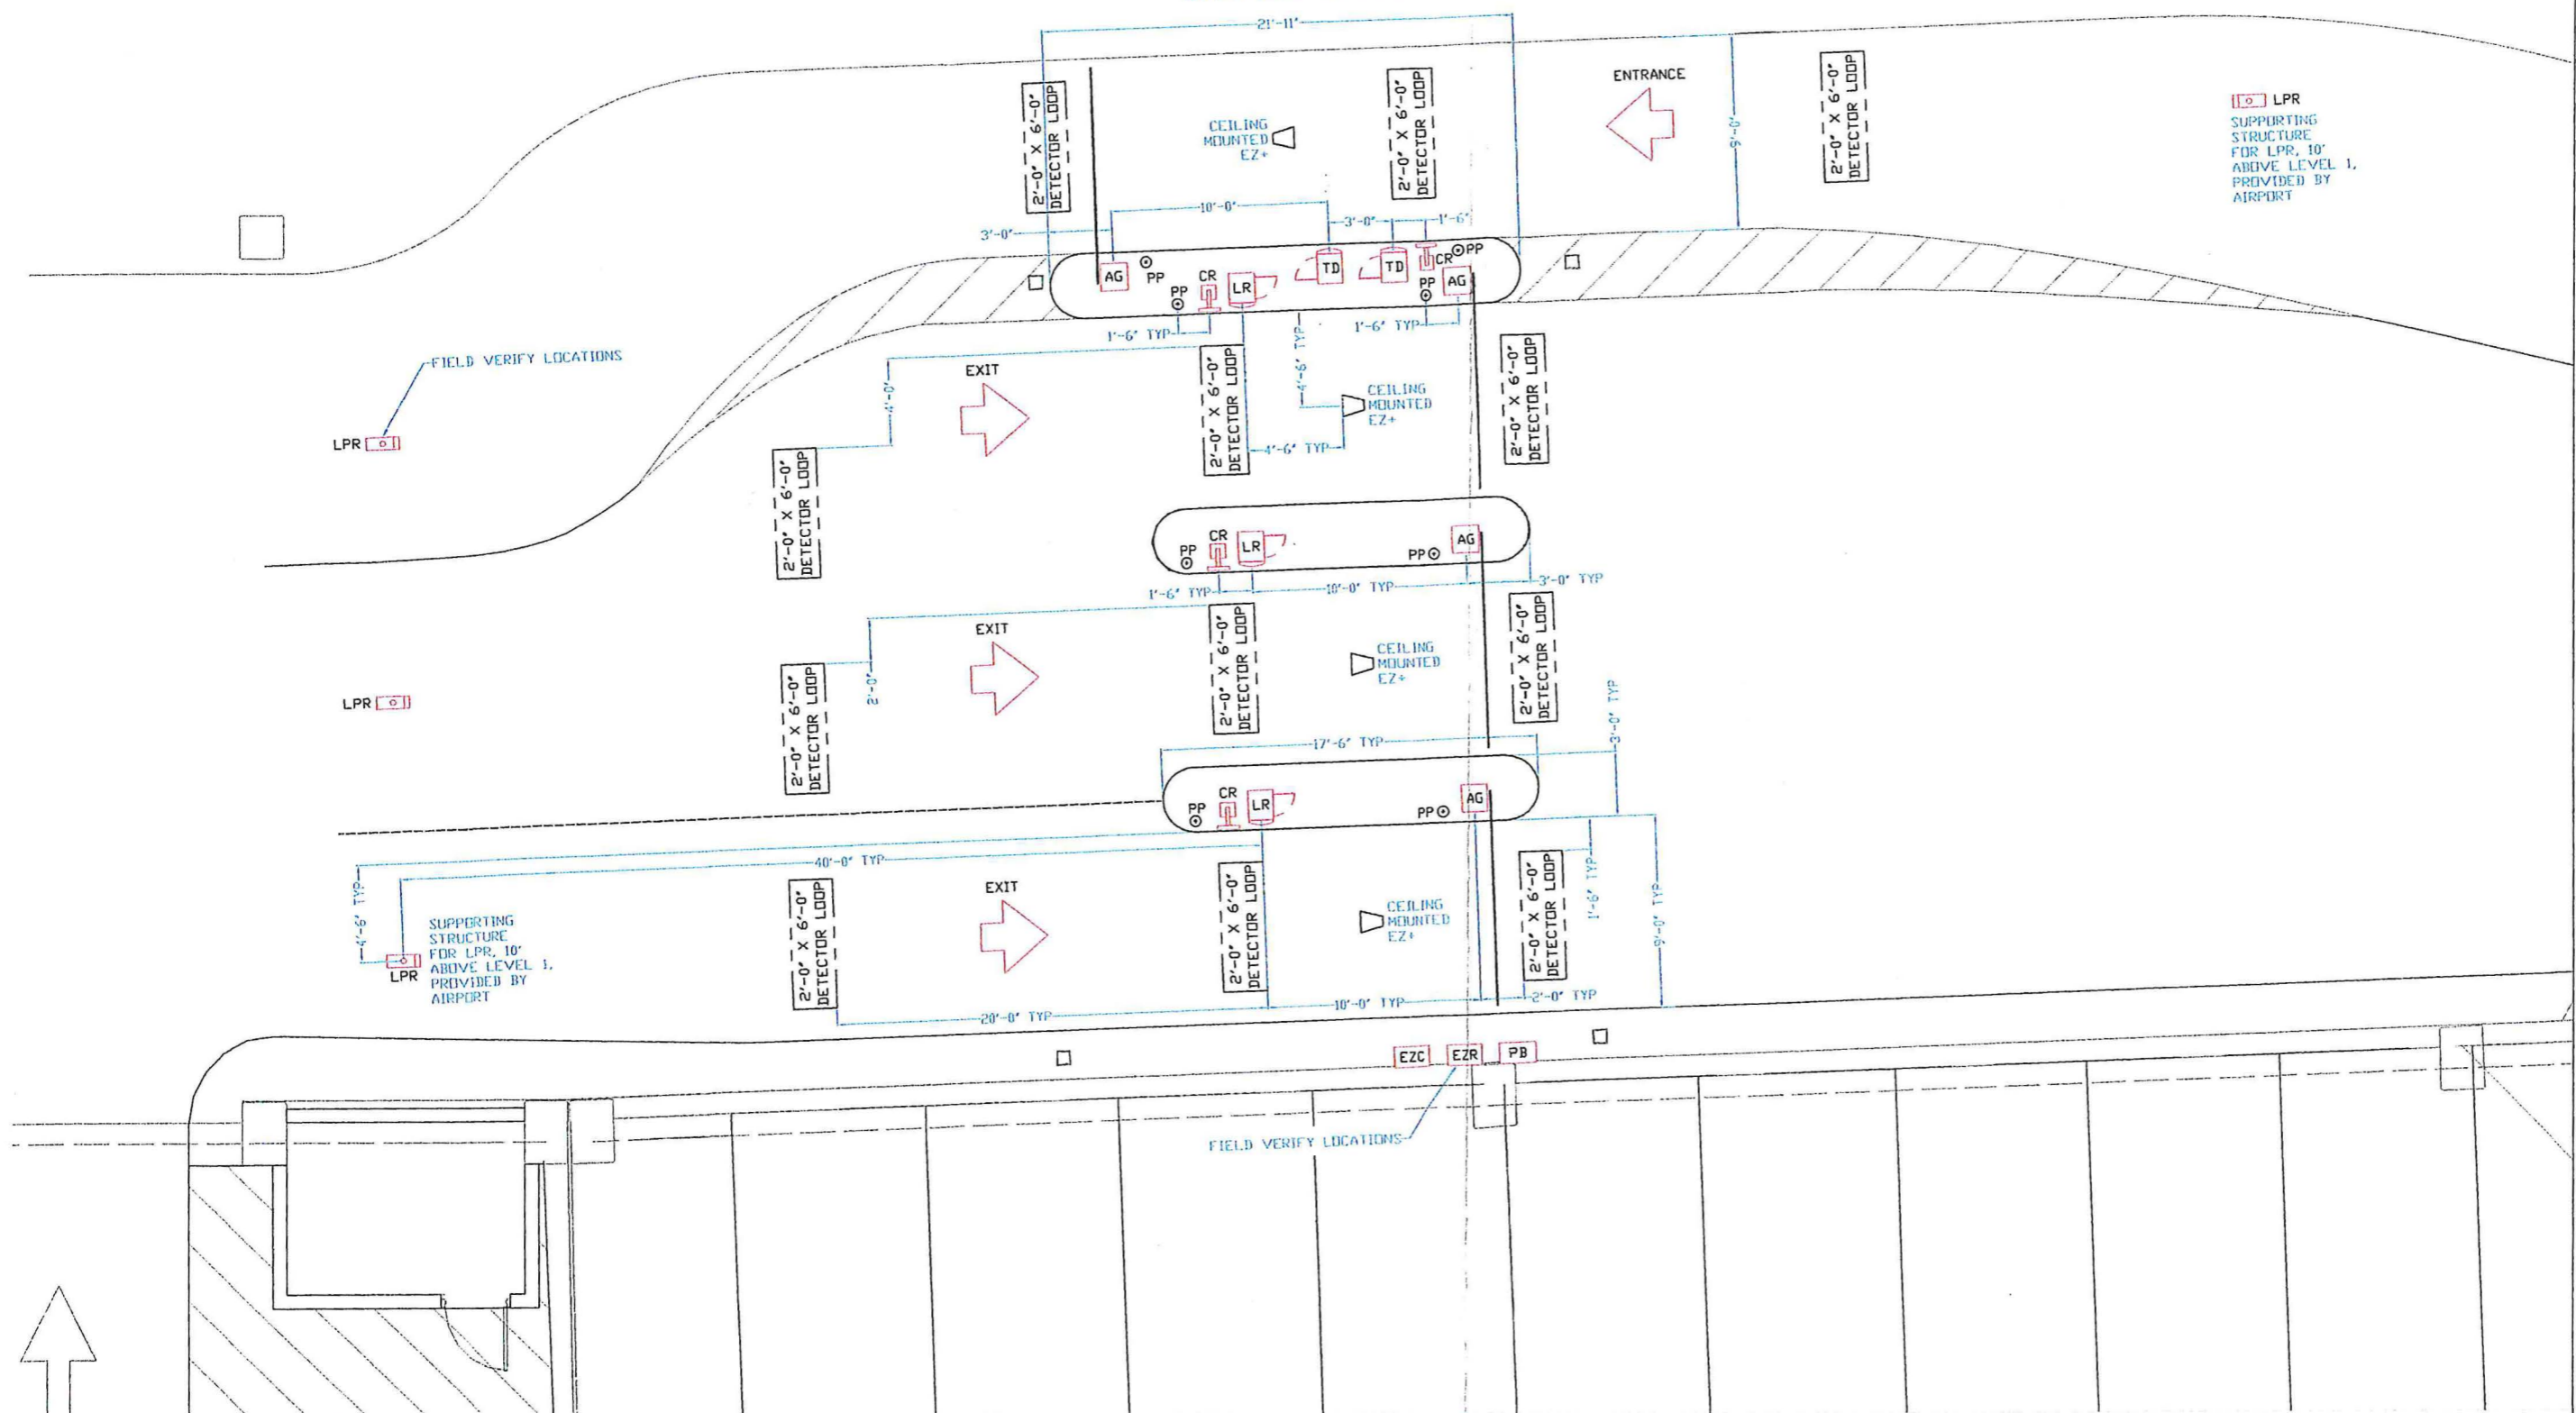 21'-11"
ENTRANCE
2'-0" X 6'-0"
DETECTOR LOOP
2'-0" X 6'-0"
DETECTOR LOOP
2'-0" X 6'-0"
DETECTOR LOOP
CEILING
MOUNTED
EZ+
9'-0"
LPR
SUPPORTING
STRUCTURE
FOR LPR, 10'
ABOVE LEVEL 1,
PROVIDED BY
AIRPORT
10'-0"
3'-0"
1'-6"
3'-0"
AG
PP
PP
CR
LR
TD
TD
CR
PP
PP
AG
1'-6" TYP
4'-6" TYP
1'-6" TYP
FIELD VERIFY LOCATIONS
LPR
EXIT
4'-0"
2'-0" X 6'-0"
DETECTOR LOOP
2'-0" X 6'-0"
DETECTOR LOOP
CEILING
MOUNTED
EZ+
4'-6" TYP
2'-0" X 6'-0"
DETECTOR LOOP
PP
CR
LR
PP
AG
1'-6" TYP
10'-0" TYP
3'-0" TYP
EXIT
2'-0"
LPR
2'-0" X 6'-0"
DETECTOR LOOP
2'-0" X 6'-0"
DETECTOR LOOP
CEILING
MOUNTED
EZ+
2'-0" X 6'-0"
DETECTOR LOOP
3'-0" TYP
17'-6" TYP
PP
CR
LR
PP
AG
40'-0" TYP
4'-6" TYP
LPR
SUPPORTING
STRUCTURE
FOR LPR, 10'
ABOVE LEVEL 1,
PROVIDED BY
AIRPORT
2'-0" X 6'-0"
DETECTOR LOOP
EXIT
2'-0" X 6'-0"
DETECTOR LOOP
CEILING
MOUNTED
EZ+
2'-0" X 6'-0"
DETECTOR LOOP
1'-6" TYP
9'-0" TYP
20'-0" TYP
10'-0" TYP
2'-0" TYP
EZC
EZR
PB
FIELD VERIFY LOCATIONS